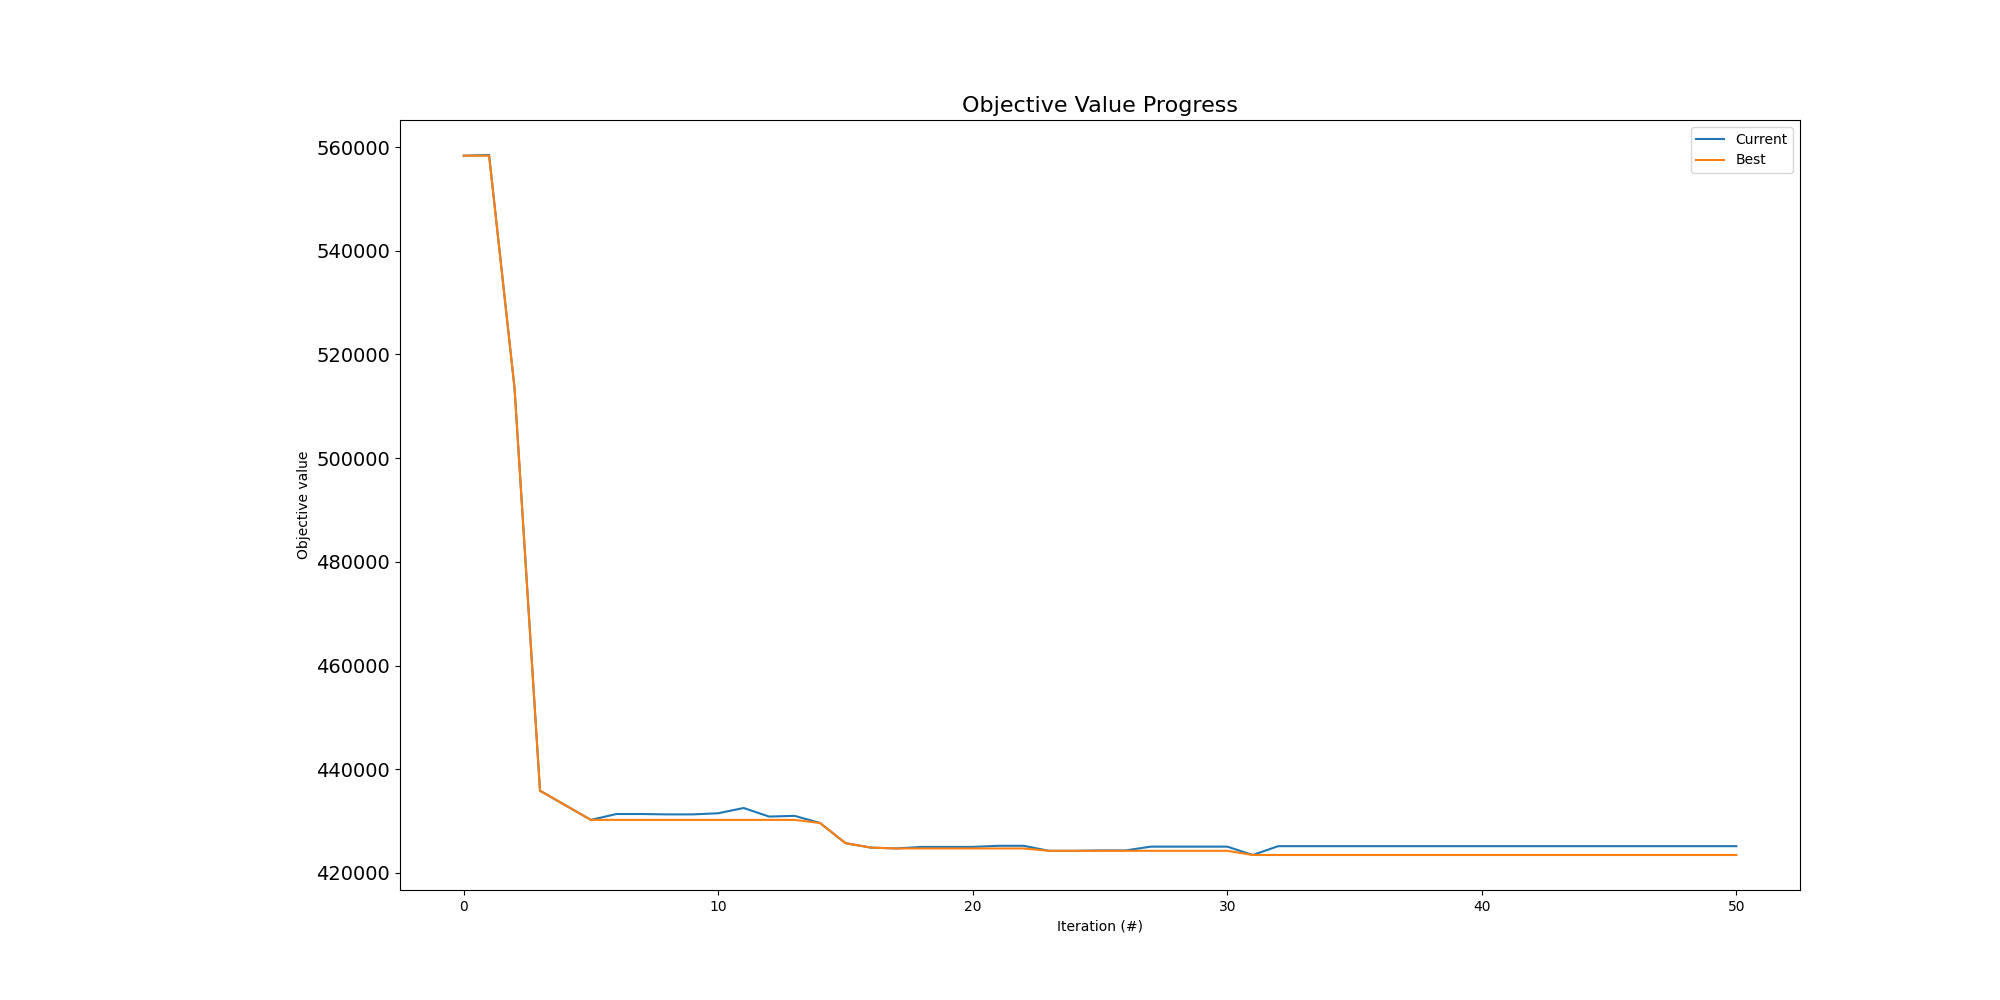 Objective Value Progress
Current
Best
560000
540000
520000
500000
480000
460000
440000
420000
Objective value
0 10 20 30 40 50
Iteration (#)